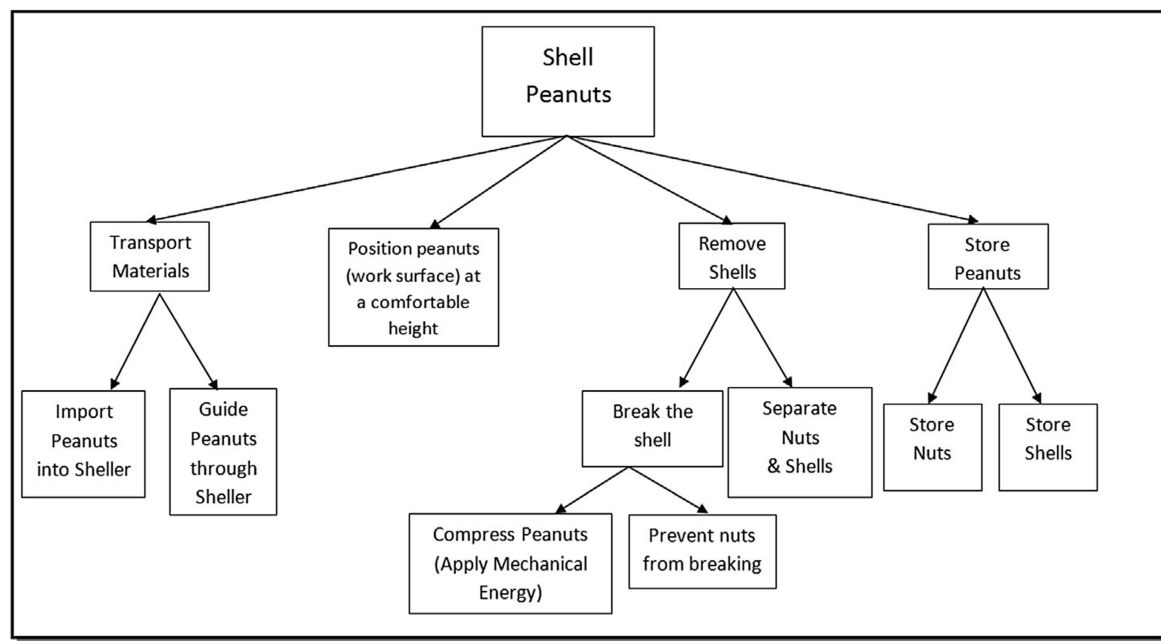 Shell
Peanuts
Transport
Materials
Position peanuts
(work surface) at
a comfortable
height
Remove
Shells
Store
Peanuts
Import
Peanuts
into Sheller
Guide
Peanuts
through
Sheller
Break the
shell
Separate
Nuts
& Shells
Store
Nuts
Store
Shells
Compress Peanuts
(Apply Mechanical
Energy)
Prevent nuts
from breaking